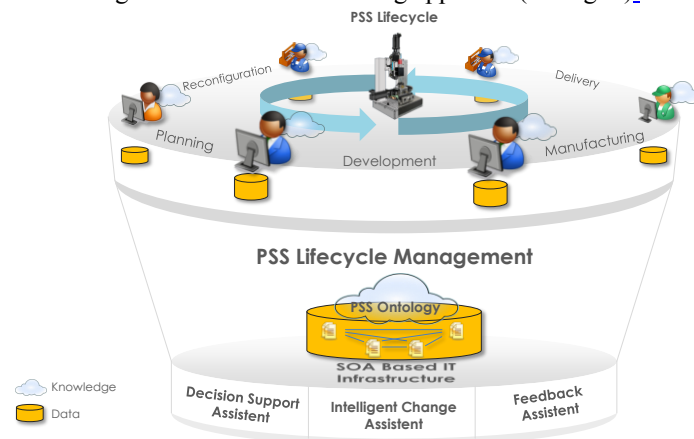 PSS Lifecycle
Reconfiguration
Delivery
Planning
Development
Manufacturing
PSS Lifecycle Management
PSS Ontology
SOA Based IT
Infrastructure
Decision Support
Assistent
Intelligent Change
Assistent
Feedback
Assistent
Knowledge
Data